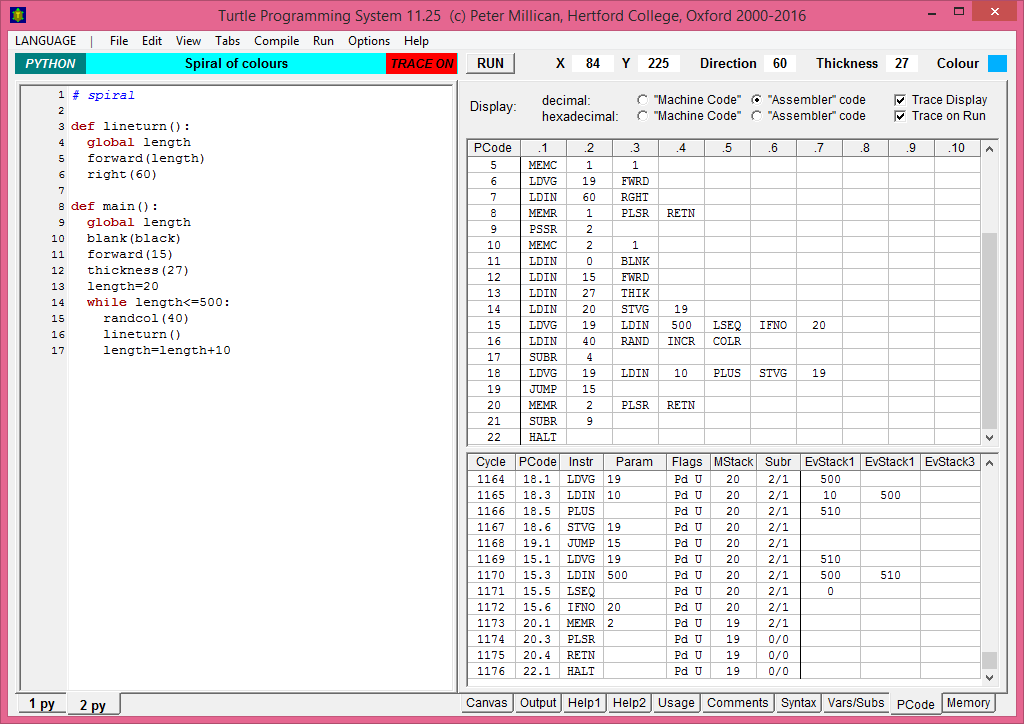 Turtle Programming System 11.25 (c) Peter Millican, Hertford College, Oxford 2000-2016
LANGUAGE | File Edit View Tabs Compile Run Options Help
PYTHON Spiral of colours TRACE ON RUN X 84 Y 225 Direction 60 Thickness 27 Colour
1 # spiral
2
3 def lineturn():
4 global length
5 forward(length)
6 right(60)
7
8 def main():
9 global length
10 blank(black)
11 forward(15)
12 thickness(27)
13 length=20
14 while length<=500:
15 randcol(40)
16 lineturn()
17 length=length+10
Display: decimal: "Machine Code" "Assembler" code Trace Display
hexadecimal: "Machine Code" "Assembler" code Trace on Run
PCode .1 .2 .3 .4 .5 .6 .7 .8 .9 .10
5 MEMC 1 1
6 LDVG 19 FWRD
7 LDIN 60 RGHT
8 MEMR 1 PLSR RETN
9 PSSR 2
10 MEMC 2 1
11 LDIN 0 BLNK
12 LDIN 15 FWRD
13 LDIN 27 THIK
14 LDIN 20 STVG 19
15 LDVG 19 LDIN 500 LSEQ IFNO 20
16 LDIN 40 RAND INCR COLR
17 SUBR 4
18 LDVG 19 LDIN 10 PLUS STVG 19
19 JUMP 15
20 MEMR 2 PLSR RETN
21 SUBR 9
22 HALT
Cycle PCode Instr Param Flags MStack Subr EvStack1 EvStack1 EvStack3
1164 18.1 LDVG 19 Pd U 20 2/1 500
1165 18.3 LDIN 10 Pd U 20 2/1 10 500
1166 18.5 PLUS Pd U 20 2/1 510
1167 18.6 STVG 19 Pd U 20 2/1
1168 19.1 JUMP 15 Pd U 20 2/1
1169 15.1 LDVG 19 Pd U 20 2/1 510
1170 15.3 LDIN 500 Pd U 20 2/1 500 510
1171 15.5 LSEQ Pd U 20 2/1 0
1172 15.6 IFNO 20 Pd U 20 2/1
1173 20.1 MEMR 2 Pd U 19 2/1
1174 20.3 PLSR Pd U 19 0/0
1175 20.4 RETN Pd U 19 0/0
1176 22.1 HALT Pd U 19 0/0
1 py 2 py
Canvas Output Help1 Help2 Usage Comments Syntax Vars/Subs PCode Memory